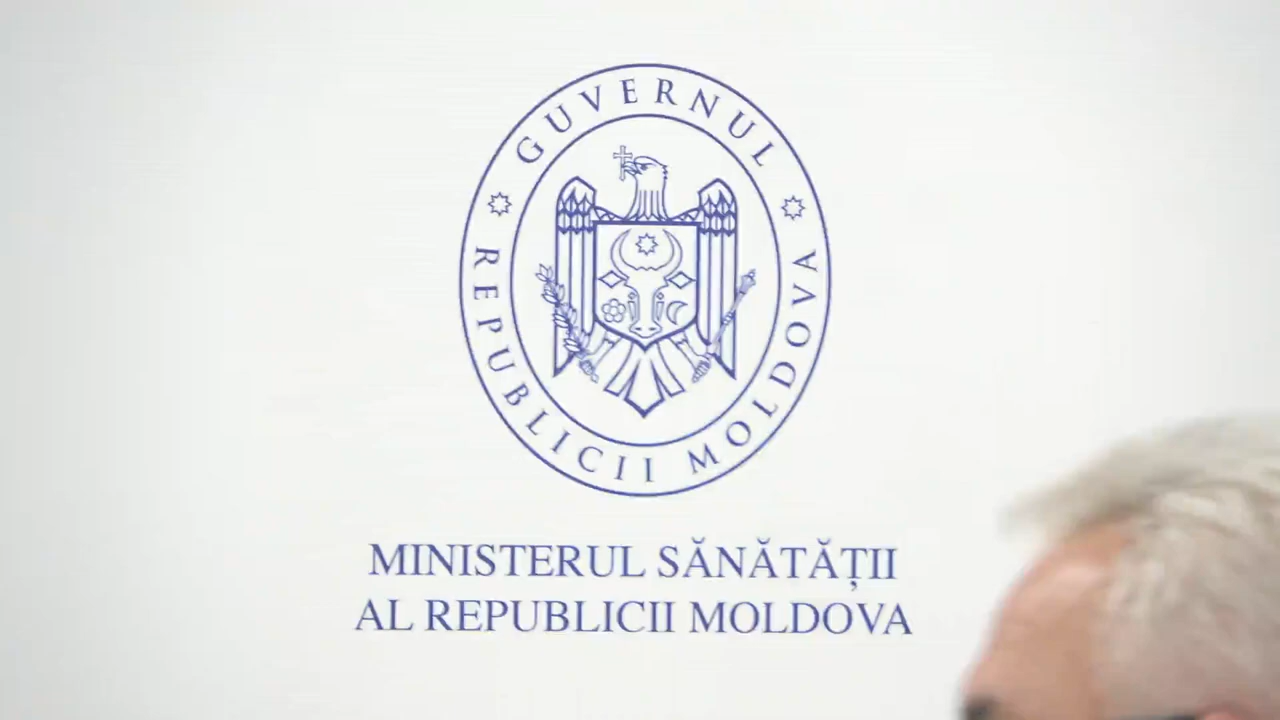 GUVERNUL
REPUBLICII MOLDOVA
MINISTERUL SĂNĂTĂȚII
AL REPUBLICII MOLDOVA